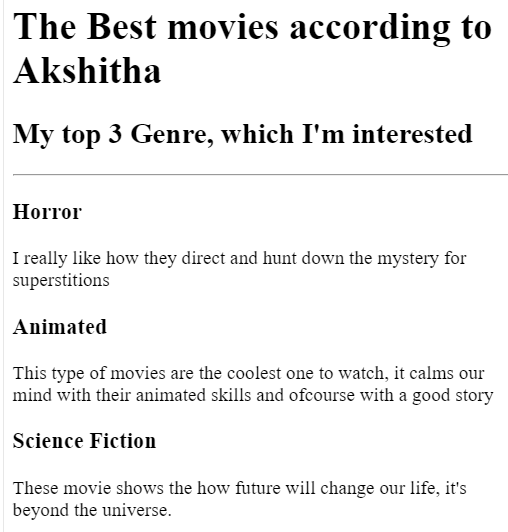 The Best movies according to
Akshitha
My top 3 Genre, which I'm interested
Horror
I really like how they direct and hunt down the mystery for
superstitions
Animated
This type of movies are the coolest one to watch, it calms our
mind with their animated skills and ofcourse with a good story
Science Fiction
These movie shows the how future will change our life, it's
beyond the universe.